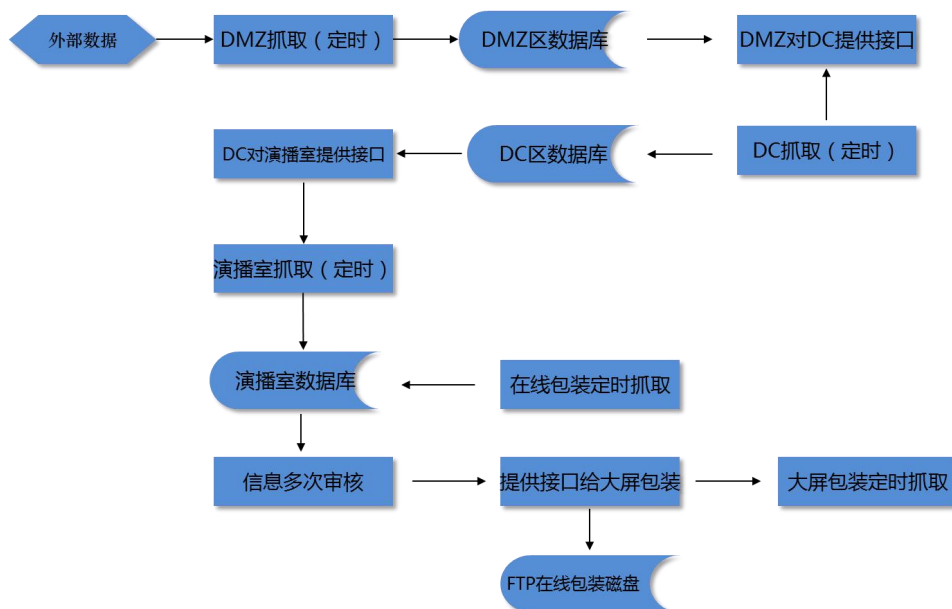 外部数据
DMZ抓取（定时）
DMZ区数据库
DMZ对DC提供接口
DC对演播室提供接口
DC区数据库
DC抓取（定时）
演播室抓取（定时）
演播室数据库
在线包装定时抓取
信息多次审核
提供接口给大屏包装
大屏包装定时抓取
FTP在线包装磁盘